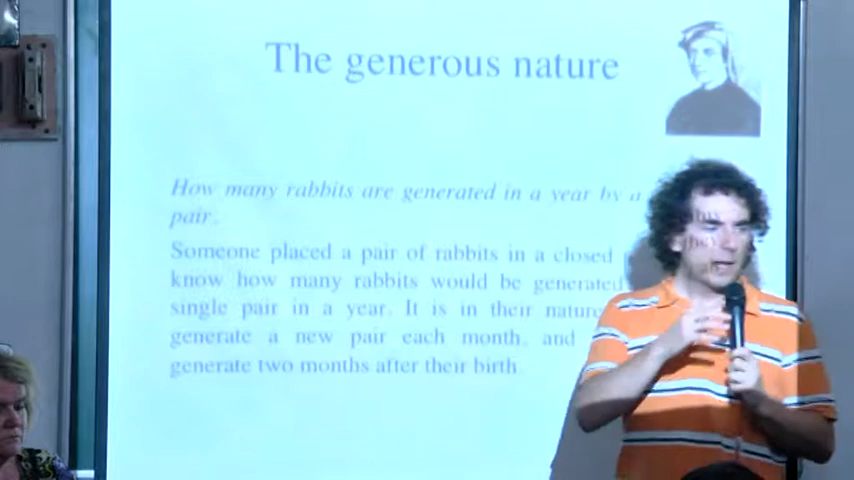 The generous nature
How many rabbits are generated in a year by a
pair.
Someone placed a pair of rabbits in a closed
know how many rabbits would be generated
single pair in a year. It is in their nature
generate a new pair each month, and
generate two months after their birth.